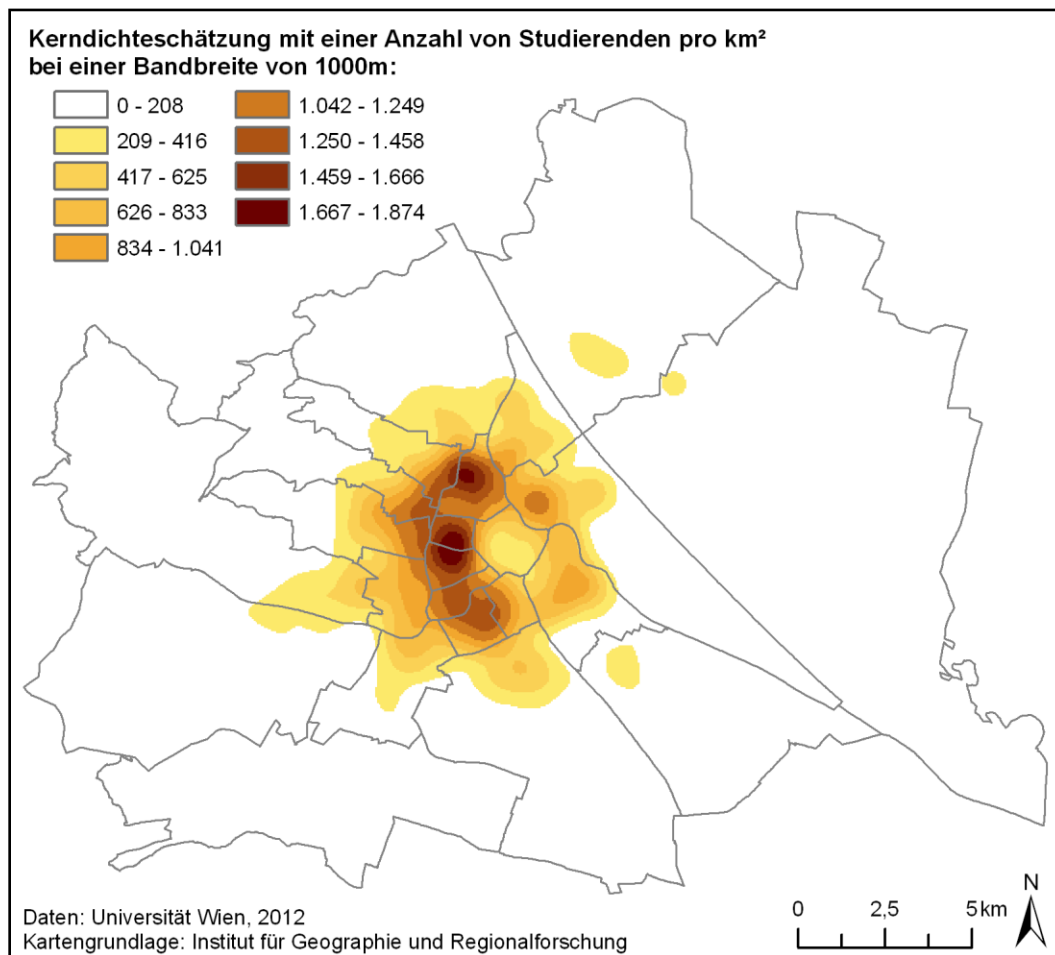 Kerndichteschätzung mit einer Anzahl von Studierenden pro km²
bei einer Bandbreite von 1000m:
0 - 208
209 - 416
417 - 625
626 - 833
834 - 1.041
1.042 - 1.249
1.250 - 1.458
1.459 - 1.666
1.667 - 1.874
Daten: Universität Wien, 2012
Kartengrundlage: Institut für Geographie und Regionalforschung
0 2,5 5 km
N